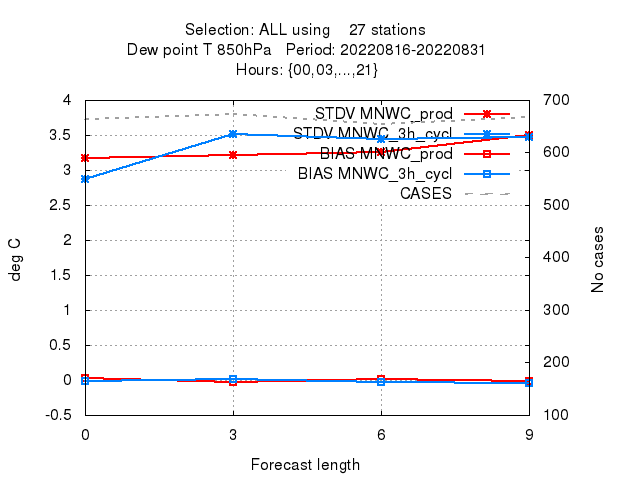 Selection: ALL using 27 stations
Dew point T 850hPa Period: 20220816-20220831
Hours: {00,03,...,21}
4
3.5
3
2.5
2
1.5
1
0.5
0
-0.5
deg C
700
600
500
400
300
200
100
No cases
STDV MNWC_prod
STDV MNWC_3h_cycl
BIAS MNWC_prod
BIAS MNWC_3h_cycl
CASES
0 3 6 9
Forecast length